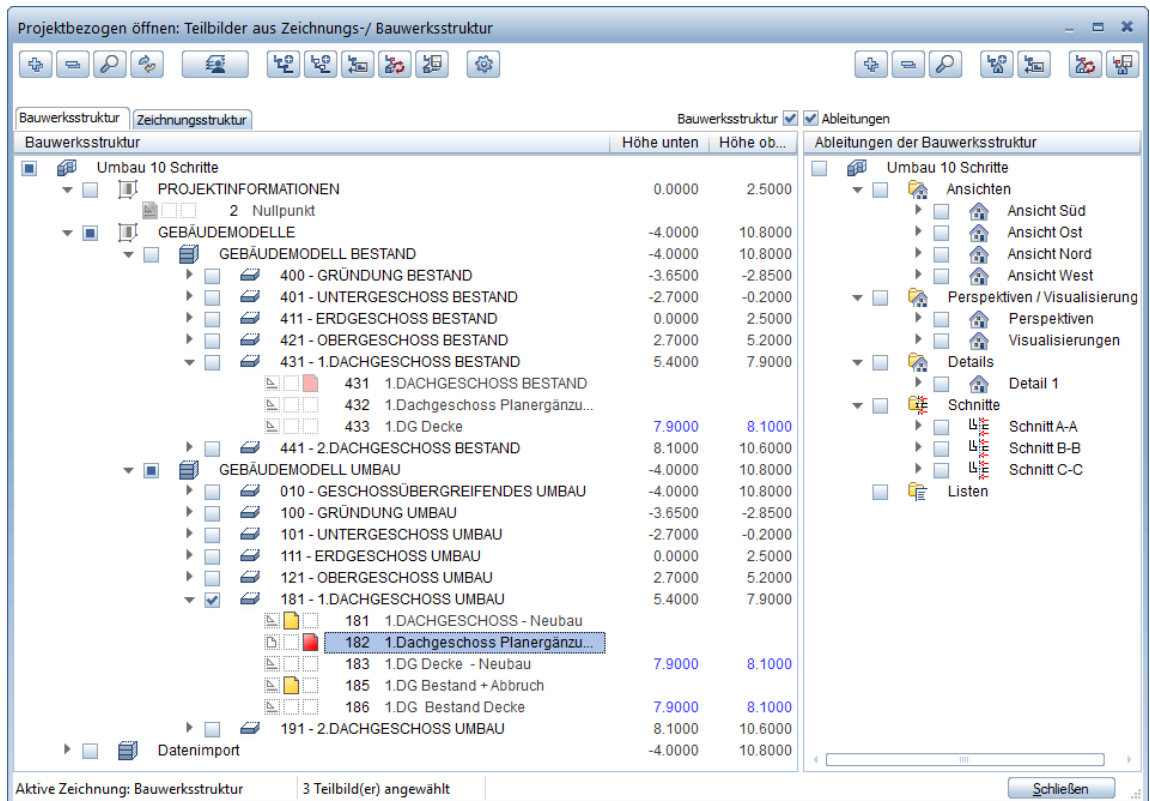 Projektbezogen öffnen: Teilbilder aus Zeichnungs-/ Bauwerksstruktur
Bauwerksstruktur Zeichnungsstruktur Bauwerksstruktur Ableitungen
Bauwerksstruktur Höhe unten Höhe ob...
Umbau 10 Schritte
PROJEKTINFORMATIONEN 0.0000 2.5000
2 Nullpunkt
GEBÄUDEMODELLE -4.0000 10.8000
GEBÄUDEMODELL BESTAND -4.0000 10.8000
400 - GRÜNDUNG BESTAND -3.6500 -2.8500
401 - UNTERGESCHOSS BESTAND -2.7000 -0.2000
411 - ERDGESCHOSS BESTAND 0.0000 2.5000
421 - OBERGESCHOSS BESTAND 2.7000 5.2000
431 - 1.DACHGESCHOSS BESTAND 5.4000 7.9000
431 1.DACHGESCHOSS BESTAND
432 1.Dachgeschoss Planergänzu...
433 1.DG Decke 7.9000 8.1000
441 - 2.DACHGESCHOSS BESTAND 8.1000 10.6000
GEBÄUDEMODELL UMBAU -4.0000 10.8000
010 - GESCHOSSÜBERGREIFENDES UMBAU -4.0000 10.8000
100 - GRÜNDUNG UMBAU -3.6500 -2.8500
101 - UNTERGESCHOSS UMBAU -2.7000 -0.2000
111 - ERDGESCHOSS UMBAU 0.0000 2.5000
121 - OBERGESCHOSS UMBAU 2.7000 5.2000
181 - 1.DACHGESCHOSS UMBAU 5.4000 7.9000
181 1.DACHGESCHOSS - Neubau
182 1.Dachgeschoss Planergänzu...
183 1.DG Decke - Neubau 7.9000 8.1000
185 1.DG Bestand + Abbruch
186 1.DG Bestand Decke 7.9000 8.1000
191 - 2.DACHGESCHOSS UMBAU 8.1000 10.6000
Datenimport -4.0000 10.8000
Ableitungen der Bauwerksstruktur
Umbau 10 Schritte
Ansichten
Ansicht Süd
Ansicht Ost
Ansicht Nord
Ansicht West
Perspektiven / Visualisierung
Perspektiven
Visualisierungen
Details
Detail 1
Schnitte
Schnitt A-A
Schnitt B-B
Schnitt C-C
Listen
Aktive Zeichnung: Bauwerksstruktur 3 Teilbild(er) angewählt Schließen